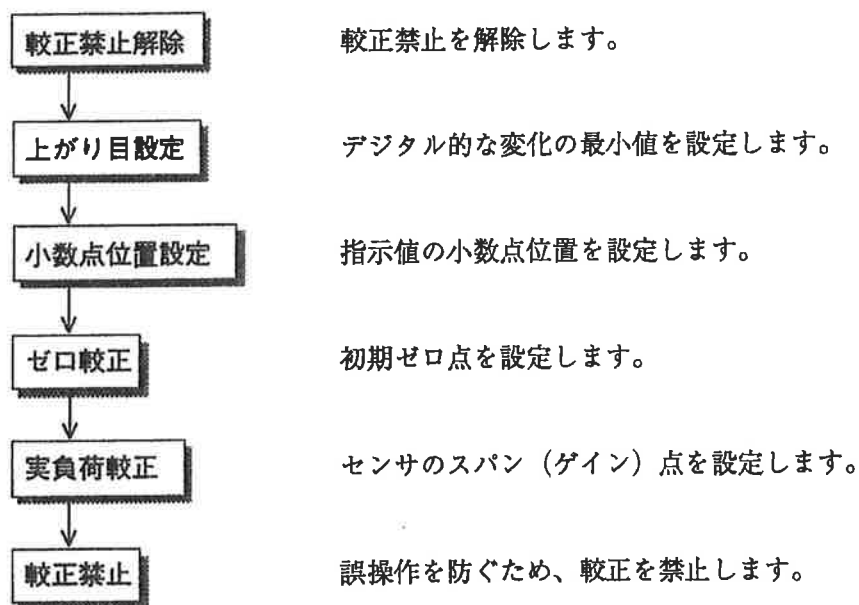 較正禁止解除 較正禁止を解除します。
上がり目設定 デジタル的な変化の最小値を設定します。
小数点位置設定 指示値の小数点位置を設定します。
ゼロ較正 初期ゼロ点を設定します。
実負荷較正 センサのスパン（ゲイン）点を設定します。
較正禁止 誤操作を防ぐため、較正を禁止します。